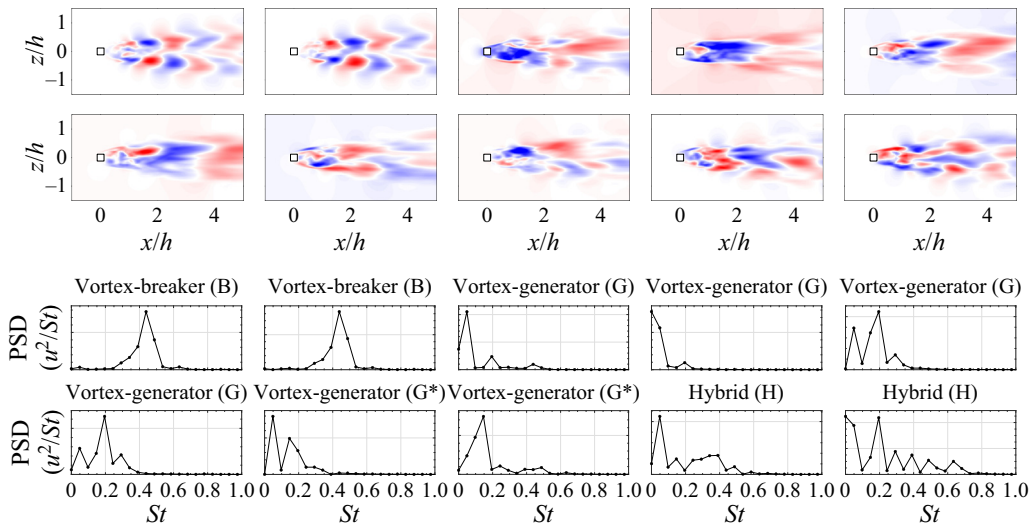 1
z/h 0
−1
1
z/h 0
−1
0 2 4 0 2 4 0 2 4 0 2 4 0 2 4
x/h x/h x/h x/h x/h
Vortex-breaker (B) Vortex-breaker (B) Vortex-generator (G) Vortex-generator (G) Vortex-generator (G)
PSD
(u²/St)
Vortex-generator (G) Vortex-generator (G*) Vortex-generator (G*) Hybrid (H) Hybrid (H)
PSD
(u²/St)
0 0.2 0.4 0.6 0.8 1.0 0.2 0.4 0.6 0.8 1.0 0.2 0.4 0.6 0.8 1.0 0.2 0.4 0.6 0.8 1.0 0.2 0.4 0.6 0.8 1.0
St St St St St